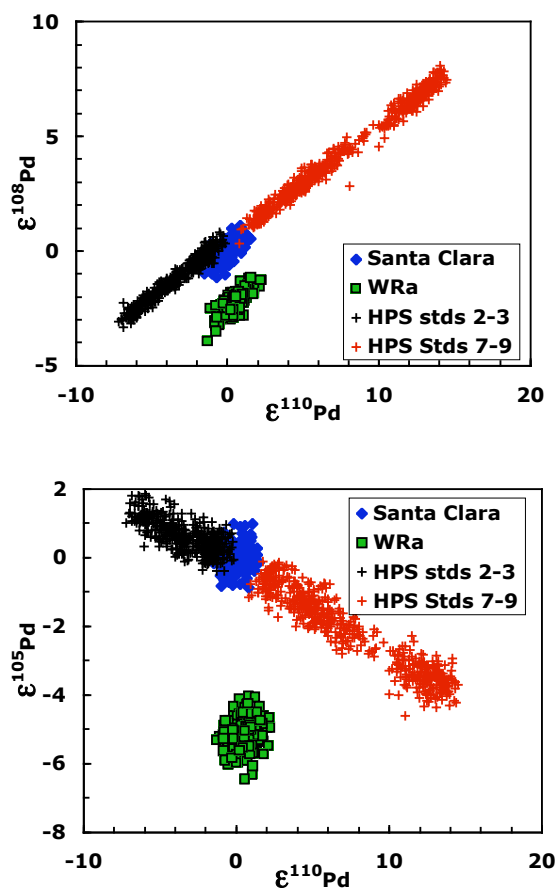 10
5
0
-5
ε¹⁰⁸Pd
Santa Clara
WRa
HPS stds 2-3
HPS Stds 7-9
-10 0 10 20
ε¹¹⁰Pd
2
0
-2
-4
-6
-8
ε¹⁰⁵Pd
Santa Clara
WRa
HPS stds 2-3
HPS Stds 7-9
-10 0 10 20
ε¹¹⁰Pd